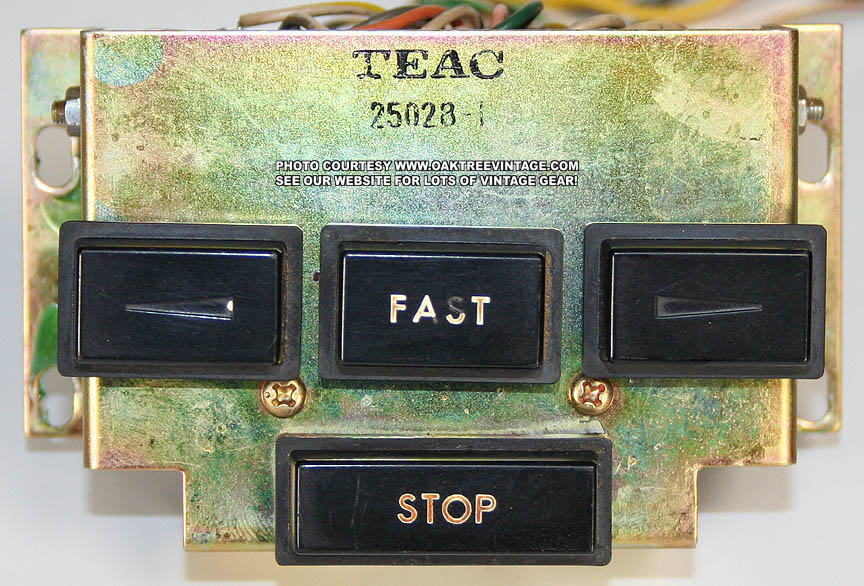 TEAC
25028-1
PHOTO COURTESY WWW.OAKTREEVINTAGE.COM
SEE OUR WEBSITE FOR LOTS OF VINTAGE GEAR!
FAST
STOP